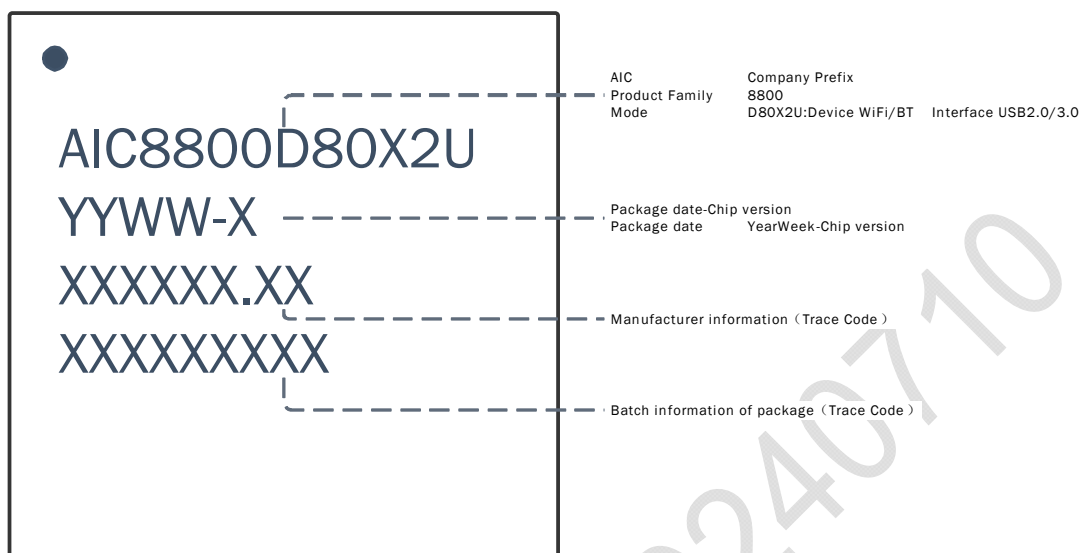 AIC8800D80X2U
YYWW-X
XXXXXX.XX
XXXXXXXXX
AIC Company Prefix
Product Family 8800
Mode D80X2U:Device WiFi/BT Interface USB2.0/3.0
Package date-Chip version
Package date YearWeek-Chip version
Manufacturer information（Trace Code）
Batch information of package（Trace Code）